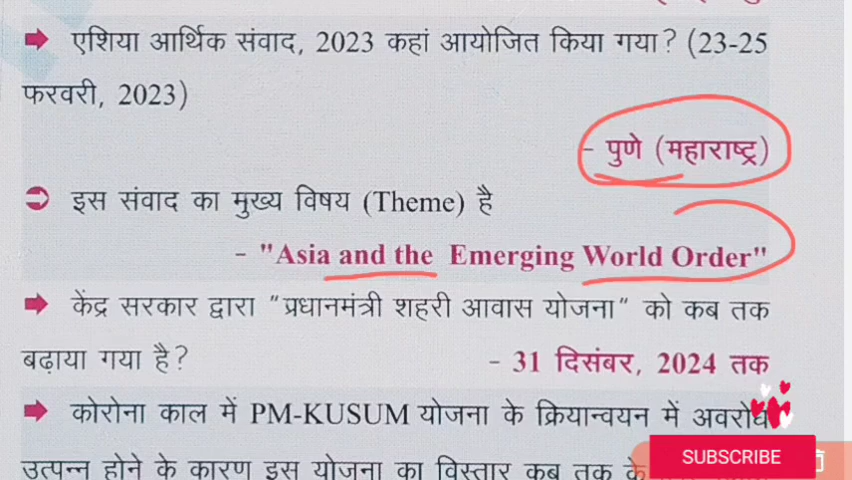 एशिया आर्थिक संवाद, 2023 कहां आयोजित किया गया? (23-25
फरवरी, 2023)
- पुणे (महाराष्ट्र)
इस संवाद का मुख्य विषय (Theme) है
- "Asia and the Emerging World Order"
केंद्र सरकार द्वारा "प्रधानमंत्री शहरी आवास योजना" को कब तक
बढ़ाया गया है? - 31 दिसंबर, 2024 तक
कोरोना काल में PM-KUSUM योजना के क्रियान्वयन में अवरोध
उत्पन्न होने के कारण इस योजना का विस्तार कब तक के
SUBSCRIBE